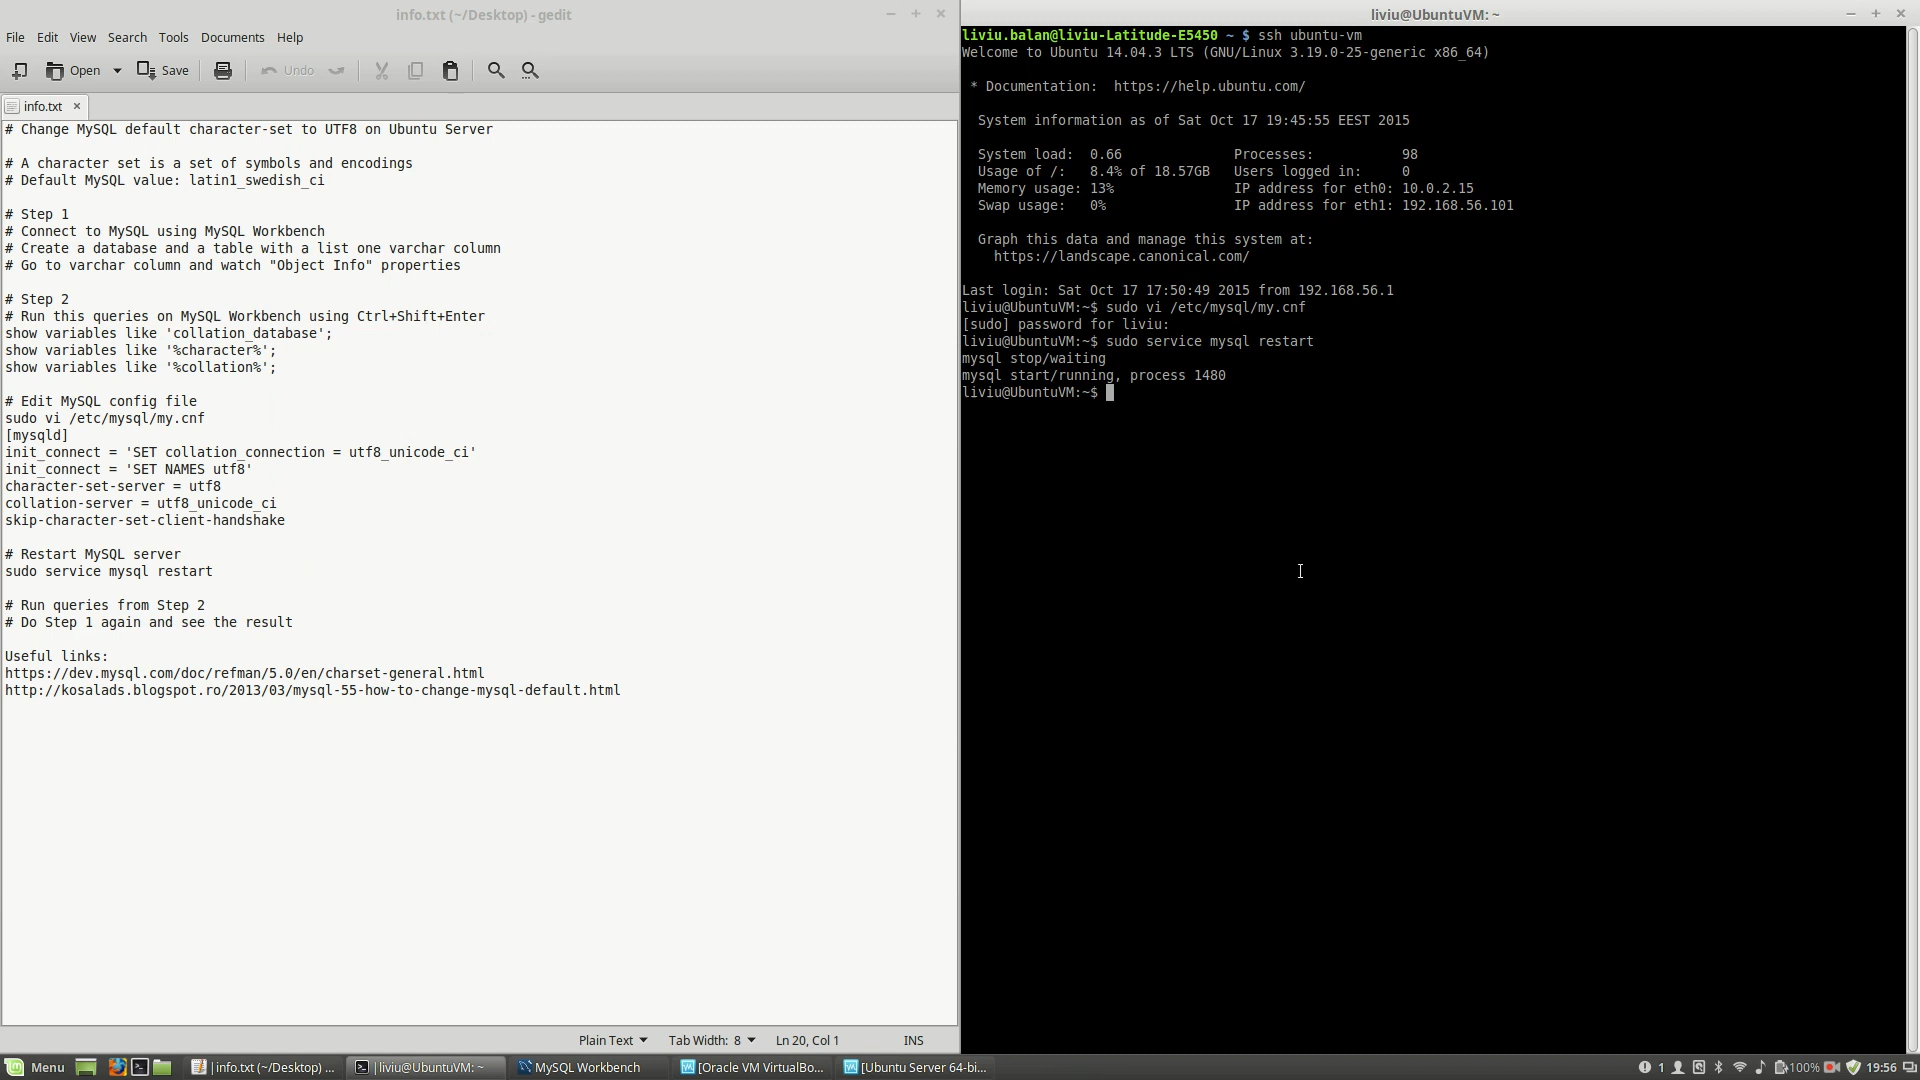 info.txt (~/Desktop) - gedit
File Edit View Search Tools Documents Help
Open Save Undo
info.txt
# Change MySQL default character-set to UTF8 on Ubuntu Server
# A character set is a set of symbols and encodings
# Default MySQL value: latin1_swedish_ci
# Step 1
# Connect to MySQL using MySQL Workbench
# Create a database and a table with a list one varchar column
# Go to varchar column and watch "Object Info" properties
# Step 2
# Run this queries on MySQL Workbench using Ctrl+Shift+Enter
show variables like 'collation_database';
show variables like '%character%';
show variables like '%collation%';
# Edit MySQL config file
sudo vi /etc/mysql/my.cnf
[mysqld]
init_connect = 'SET collation_connection = utf8_unicode_ci'
init_connect = 'SET NAMES utf8'
character-set-server = utf8
collation-server = utf8_unicode_ci
skip-character-set-client-handshake
# Restart MySQL server
sudo service mysql restart
# Run queries from Step 2
# Do Step 1 again and see the result
Useful links:
https://dev.mysql.com/doc/refman/5.0/en/charset-general.html
http://kosalads.blogspot.ro/2013/03/mysql-55-how-to-change-mysql-default.html
Plain Text Tab Width: 8 Ln 20, Col 1 INS
liviu@UbuntuVM: ~
liviu.balan@liviu-Latitude-E5450 ~ $ ssh ubuntu-vm
Welcome to Ubuntu 14.04.3 LTS (GNU/Linux 3.19.0-25-generic x86_64)
* Documentation: https://help.ubuntu.com/
System information as of Sat Oct 17 19:45:55 EEST 2015
System load: 0.66 Processes: 98
Usage of /: 8.4% of 18.57GB Users logged in: 0
Memory usage: 13% IP address for eth0: 10.0.2.15
Swap usage: 0% IP address for eth1: 192.168.56.101
Graph this data and manage this system at:
https://landscape.canonical.com/
Last login: Sat Oct 17 17:50:49 2015 from 192.168.56.1
liviu@UbuntuVM:~$ sudo vi /etc/mysql/my.cnf
[sudo] password for liviu:
liviu@UbuntuVM:~$ sudo service mysql restart
mysql stop/waiting
mysql start/running, process 1480
liviu@UbuntuVM:~$
Menu |info.txt (~/Desktop) ... |liviu@UbuntuVM: ~ MySQL Workbench [Oracle VM VirtualBo... [Ubuntu Server 64-bi... 1 100% 19:56